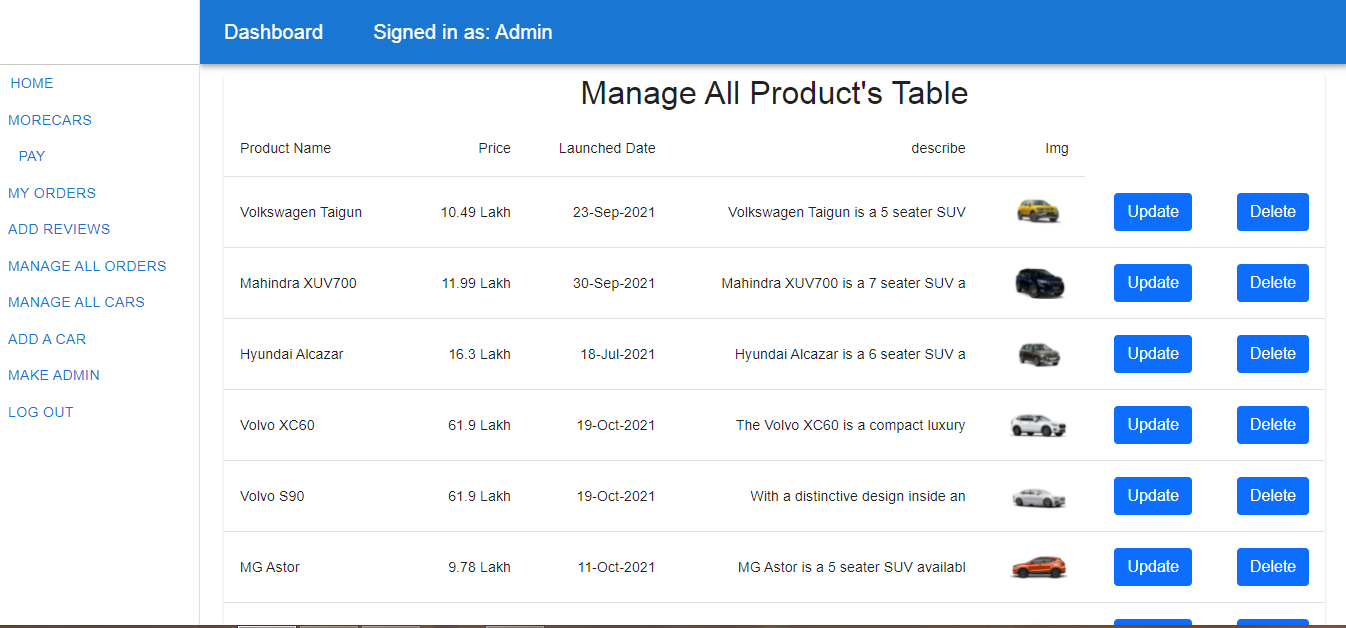 Dashboard Signed in as: Admin
HOME
MORECARS
PAY
MY ORDERS
ADD REVIEWS
MANAGE ALL ORDERS
MANAGE ALL CARS
ADD A CAR
MAKE ADMIN
LOG OUT
Manage All Product's Table
Product Name Price Launched Date describe Img
Volkswagen Taigun 10.49 Lakh 23-Sep-2021 Volkswagen Taigun is a 5 seater SUV Update Delete
Mahindra XUV700 11.99 Lakh 30-Sep-2021 Mahindra XUV700 is a 7 seater SUV a Update Delete
Hyundai Alcazar 16.3 Lakh 18-Jul-2021 Hyundai Alcazar is a 6 seater SUV a Update Delete
Volvo XC60 61.9 Lakh 19-Oct-2021 The Volvo XC60 is a compact luxury Update Delete
Volvo S90 61.9 Lakh 19-Oct-2021 With a distinctive design inside an Update Delete
MG Astor 9.78 Lakh 11-Oct-2021 MG Astor is a 5 seater SUV availabl Update Delete